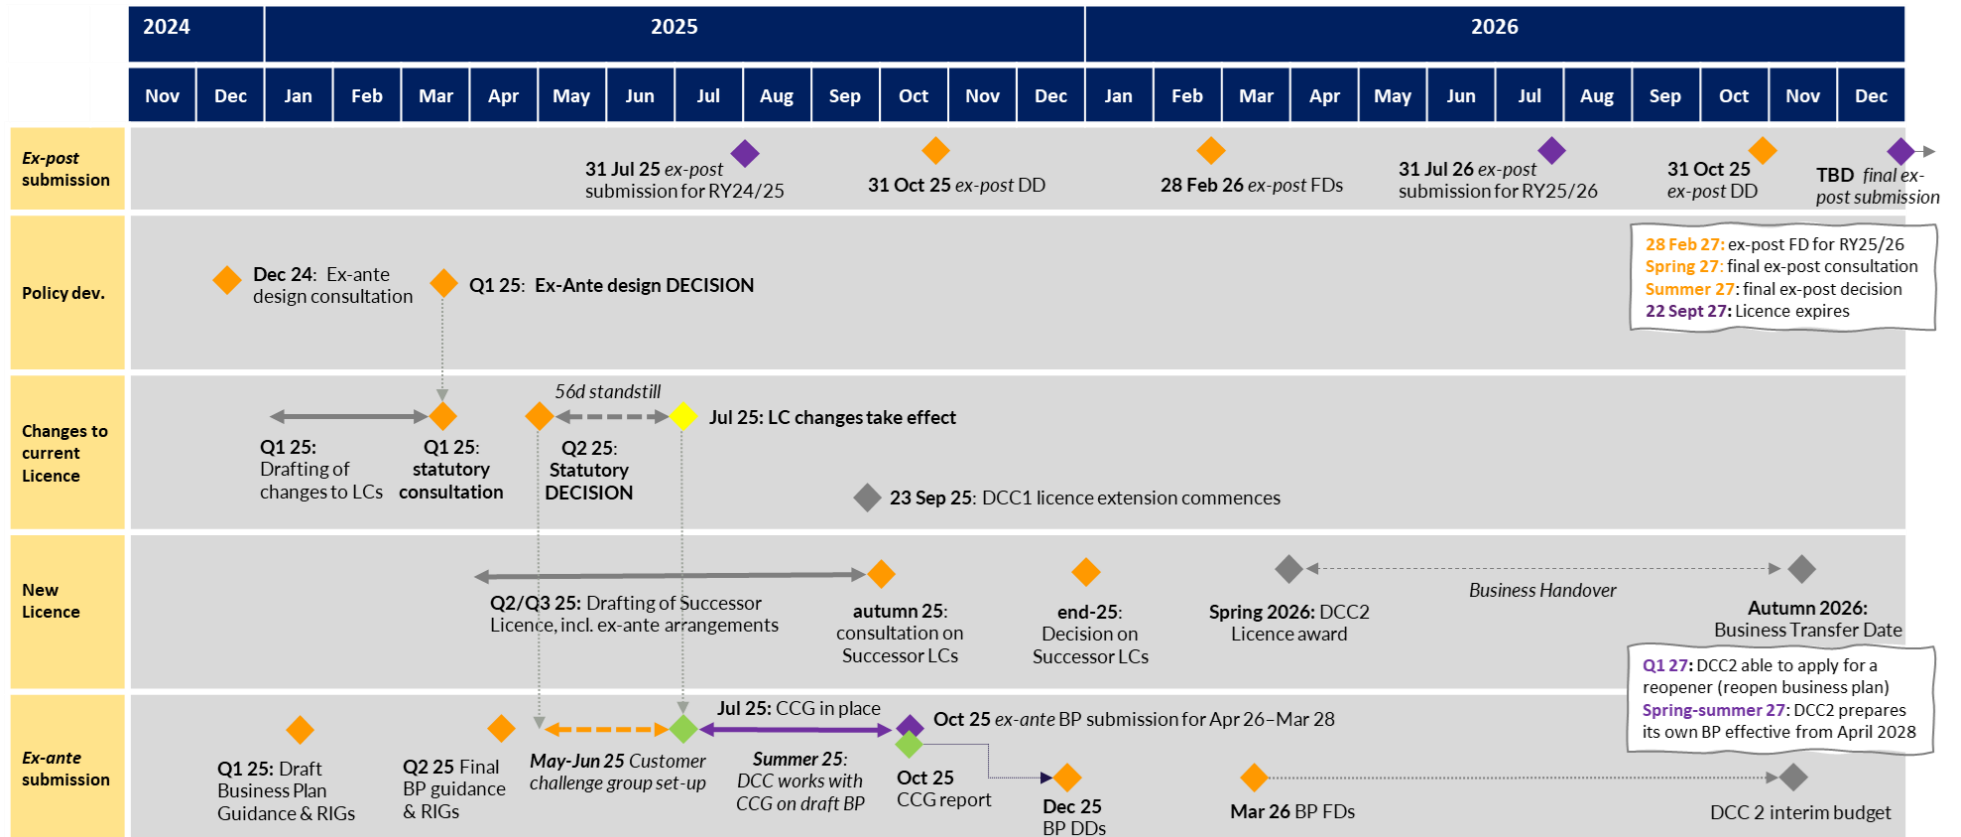 2024
2025
2026
Nov
Dec
Jan
Feb
Mar
Apr
May
Jun
Jul
Aug
Sep
Oct
Nov
Dec
Jan
Feb
Mar
Apr
May
Jun
Jul
Aug
Sep
Oct
Nov
Dec
Ex-post
submission
31 Jul 25 ex-post
submission for RY24/25
31 Oct 25 ex-post DD
28 Feb 26 ex-post FDs
31 Jul 26 ex-post
submission for RY25/26
31 Oct 25
ex-post DD
TBD final ex-
post submission
Policy dev.
Dec 24: Ex-ante
design consultation
Q1 25: Ex-Ante design DECISION
28 Feb 27: ex-post FD for RY25/26
Spring 27: final ex-post consultation
Summer 27: final ex-post decision
22 Sept 27: Licence expires
Changes to
current
Licence
Q1 25:
Drafting of
changes to LCs
Q1 25:
statutory
consultation
56d standstill
Q2 25:
Statutory
DECISION
Jul 25: LC changes take effect
23 Sep 25: DCC1 licence extension commences
New
Licence
Q2/Q3 25: Drafting of Successor
Licence, incl. ex-ante arrangements
autumn 25:
consultation on
Successor LCs
end-25:
Decision on
Successor LCs
Spring 2026: DCC2
Licence award
Business Handover
Autumn 2026:
Business Transfer Date
Q1 27: DCC2 able to apply for a
reopener (reopen business plan)
Spring-summer 27: DCC2 prepares
its own BP effective from April 2028
Ex-ante
submission
Q1 25: Draft
Business Plan
Guidance & RIGs
Q2 25 Final
BP guidance
& RIGs
May-Jun 25 Customer
challenge group set-up
Jul 25: CCG in place
Summer 25:
DCC works with
CCG on draft BP
Oct 25 ex-ante BP submission for Apr 26–Mar 28
Oct 25
CCG report
Dec 25
BP DDs
Mar 26 BP FDs
DCC 2 interim budget